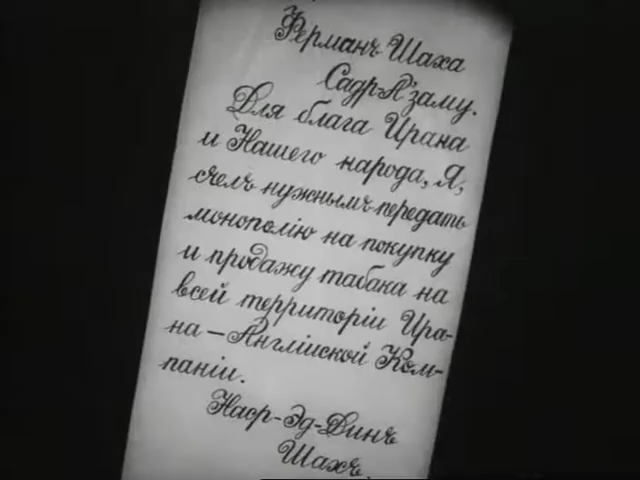 Ферманъ Шаха
Садр-А'заму.
Для блага Ирана
и Нашего народа, Я,
счелъ нужнымъ передать
монополію на покупку
и продажу табака на
всей территоріи Ира-
на — Англійской Ком-
паніи.
Наср-Эд-Динъ
Шахъ.